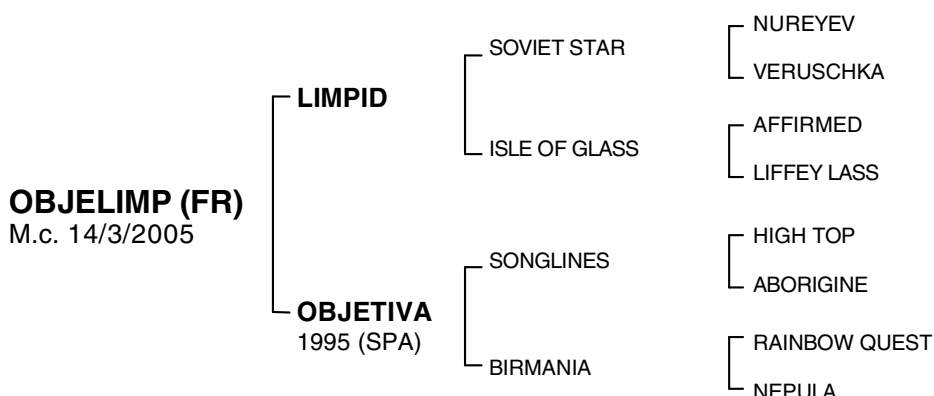 NUREYEV
SOVIET STAR
VERUSCHKA
LIMPID
AFFIRMED
ISLE OF GLASS
LIFFEY LASS
OBJELIMP (FR)
M.c. 14/3/2005
HIGH TOP
SONGLINES
ABORIGINE
OBJETIVA
1995 (SPA)
RAINBOW QUEST
BIRMANIA
NEPULA